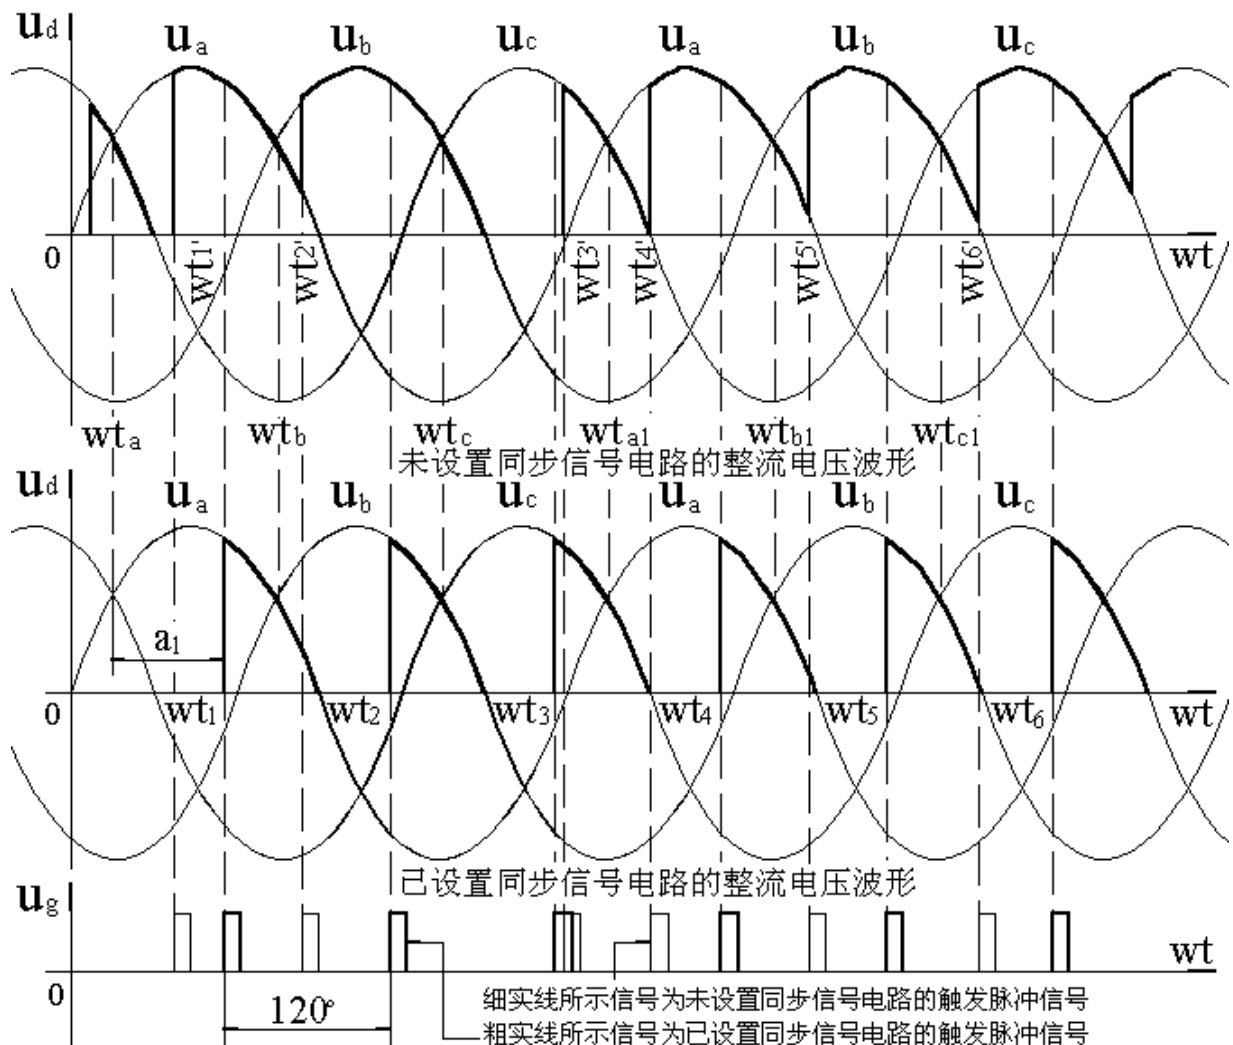 ud ua ub uc ua ub uc
0 wt1' wt2' wt3' wt4' wt5' wt6' wt
wta wtb wtc wta1 wtb1 wtc1
未设置同步信号电路的整流电压波形
ud ua ub uc ua ub uc
a1
0 wt1 wt2 wt3 wt4 wt5 wt6 wt
已设置同步信号电路的整流电压波形
ug wt
0
细实线所示信号为未设置同步信号电路的触发脉冲信号
120°
粗实线所示信号为已设置同步信号电路的触发脉冲信号